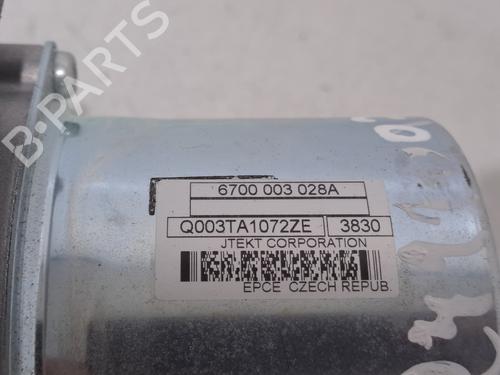 B-PARTS
6700 003 028A
Q003TA1072ZE 3830
JTEKT CORPORATION
EPCE CZECH REPUB.